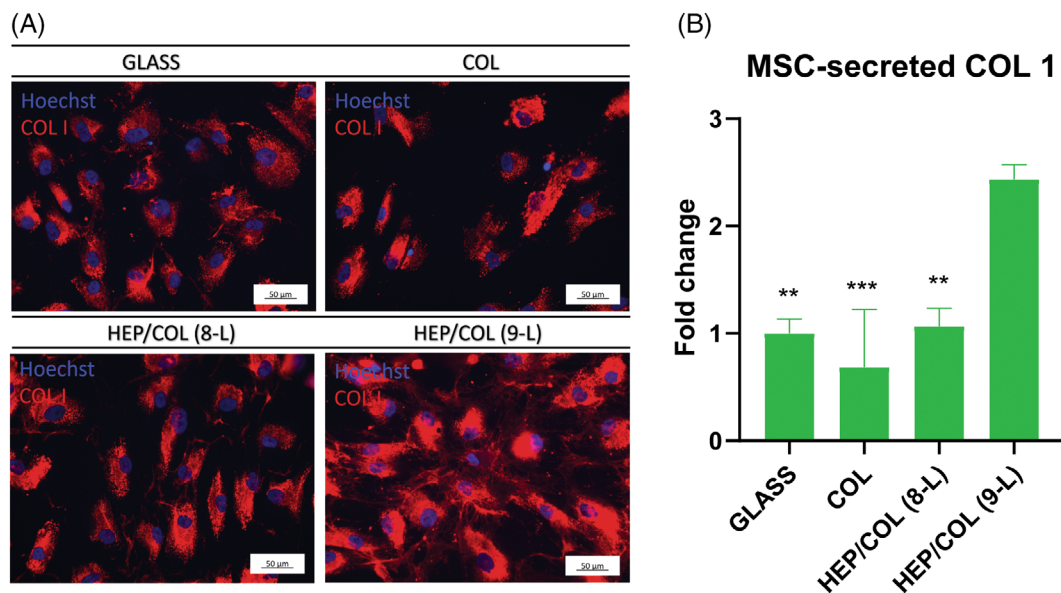 (A)
GLASS
COL
Hoechst
COL I
50 µm
Hoechst
COL I
50 µm
HEP/COL (8-L)
HEP/COL (9-L)
Hoechst
COL I
50 µm
Hoechst
COL I
50 µm
(B)
MSC-secreted COL 1
Fold change
3
2
1
0
**
***
**
GLASS
COL
HEP/COL (8-L)
HEP/COL (9-L)